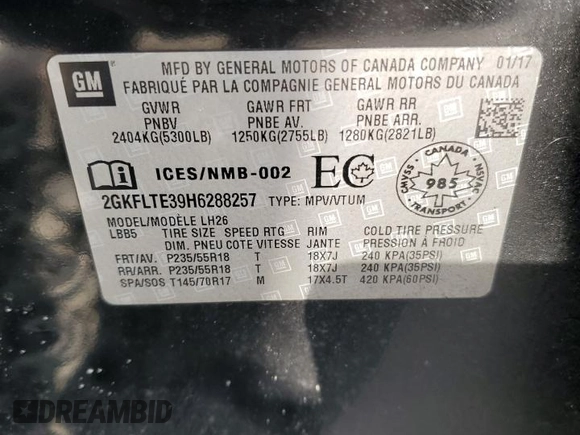 GM
MFD BY GENERAL MOTORS OF CANADA COMPANY 01/17
FABRIQUÉ PAR LA COMPAGNIE GENERAL MOTORS DU CANADA
GVWR GAWR FRT GAWR RR
PNBV PNBE AV. PNBE ARR.
2404KG(5300LB) 1250KG(2755LB) 1280KG(2821LB)
ICES/NMB-002 EC
CANADA
CMVSS 985 NSVAC
TRANSPORT
2GKFLTE39H6288257 TYPE: MPV/VTUM
MODEL/MODÈLE LH26
LBB5 TIRE SIZE SPEED RTG RIM COLD TIRE PRESSURE
DIM. PNEU COTE VITESSE JANTE PRESSION À FROID
FRT/AV. P235/55R18 T 18X7J 240 KPA(35PSI)
RR/ARR. P235/55R18 T 18X7J 240 KPA(35PSI)
SPA/SOS T145/70R17 M 17X4.5T 420 KPA(60PSI)
DREAMBID